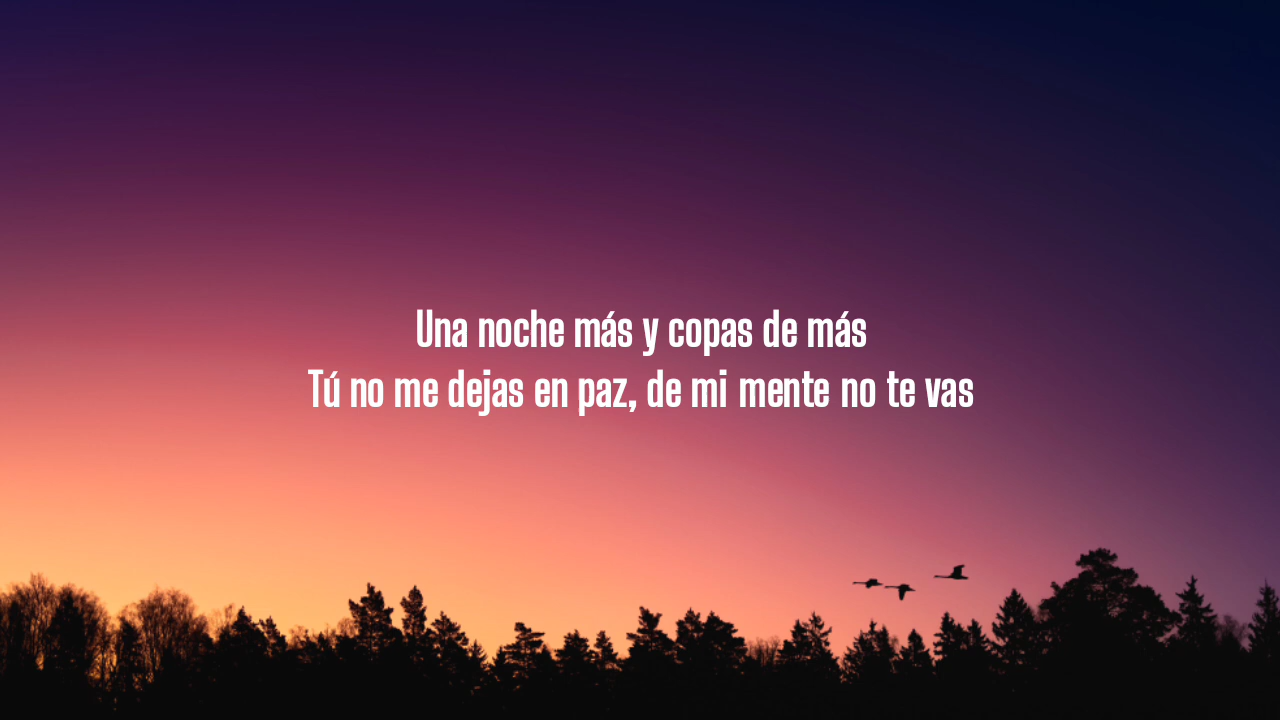 Una noche más y copas de más
Tú no me dejas en paz, de mi mente no te vas